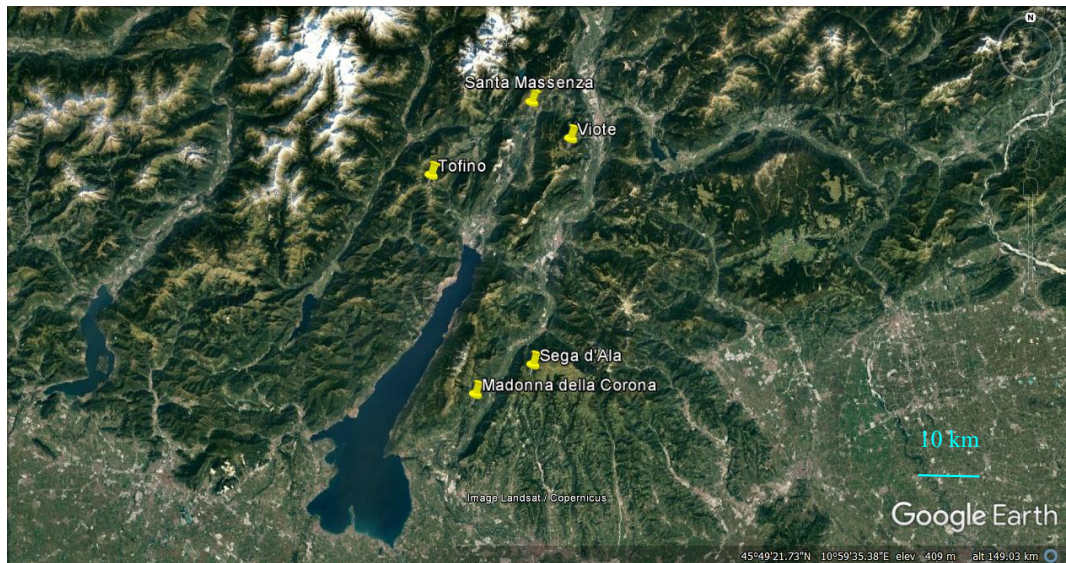 N
Santa Massenza
Viote
Tofino
Sega d'Ala
Madonna della Corona
10 km
Image Landsat / Copernicus
Google Earth
45°49'21.73"N 10°59'35.38"E elev 409 m alt 149.03 km